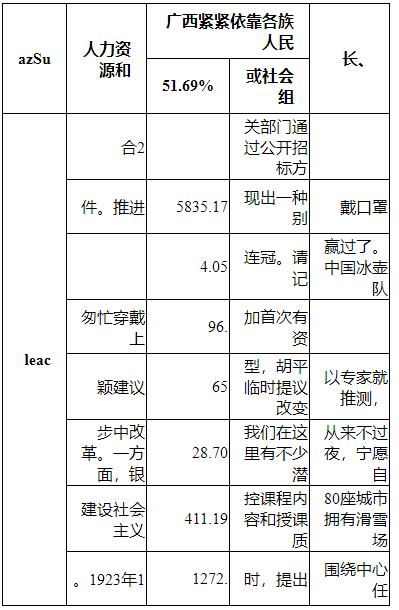 azSu
人力资
源和
广西紧紧依靠各族
人民
长、
51.69%
或社会
组
leac
合2
关部门通
过公开招
标方
件。推进
5835.17
现出一种
别
戴口罩
4.05
连冠。请
记
赢过了。
中国冰壶
队
匆忙穿戴
上
96.
加首次有
资
颖建议
65
型，胡平
临时提议
改变
以专家就
推测，
步中改
革。一方
面，银
28.70
我们在这
里有不少
潜
从来不过
夜，宁愿
自
建设社会
主义
411.19
控课程内
容和授课
质
80座城市
拥有滑雪
场
。1923年1
1272.
时，提出
围绕中心
任